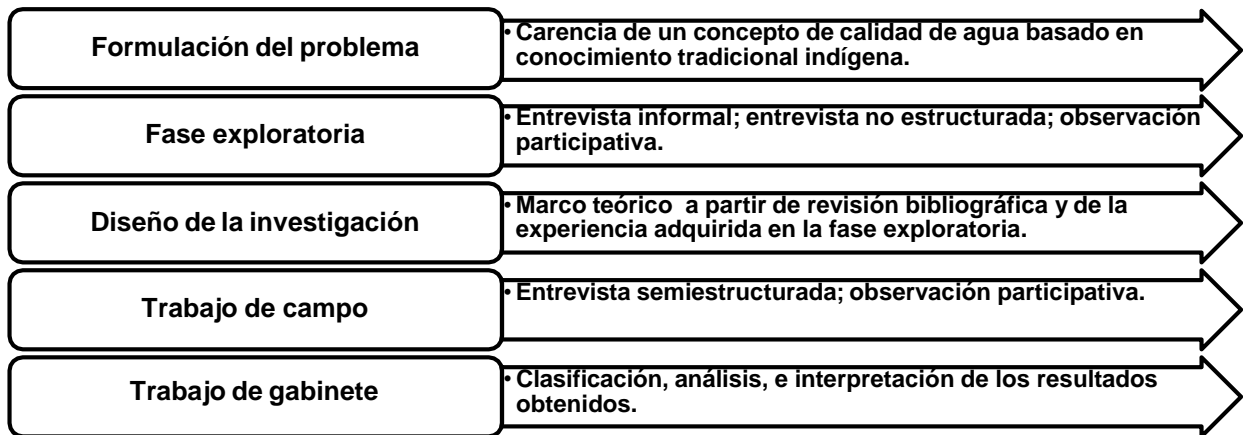 Formulación del problema
• Carencia de un concepto de calidad de agua basado en
conocimiento tradicional indígena.
Fase exploratoria
• Entrevista informal; entrevista no estructurada; observación
participativa.
Diseño de la investigación
• Marco teórico a partir de revisión bibliográfica y de la
experiencia adquirida en la fase exploratoria.
Trabajo de campo
• Entrevista semiestructurada; observación participativa.
Trabajo de gabinete
• Clasificación, análisis, e interpretación de los resultados
obtenidos.